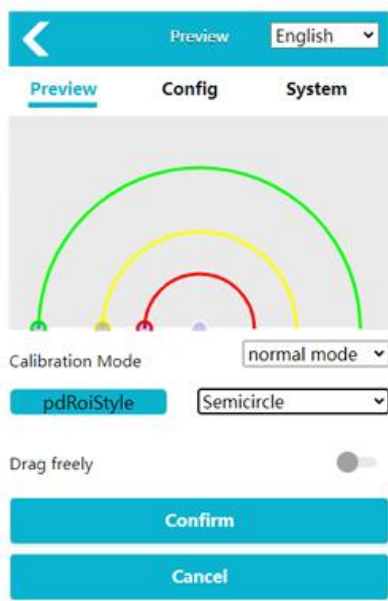 Preview English
Preview Config System
Calibration Mode normal mode
pdRoiStyle Semicircle
Drag freely
Confirm
Cancel